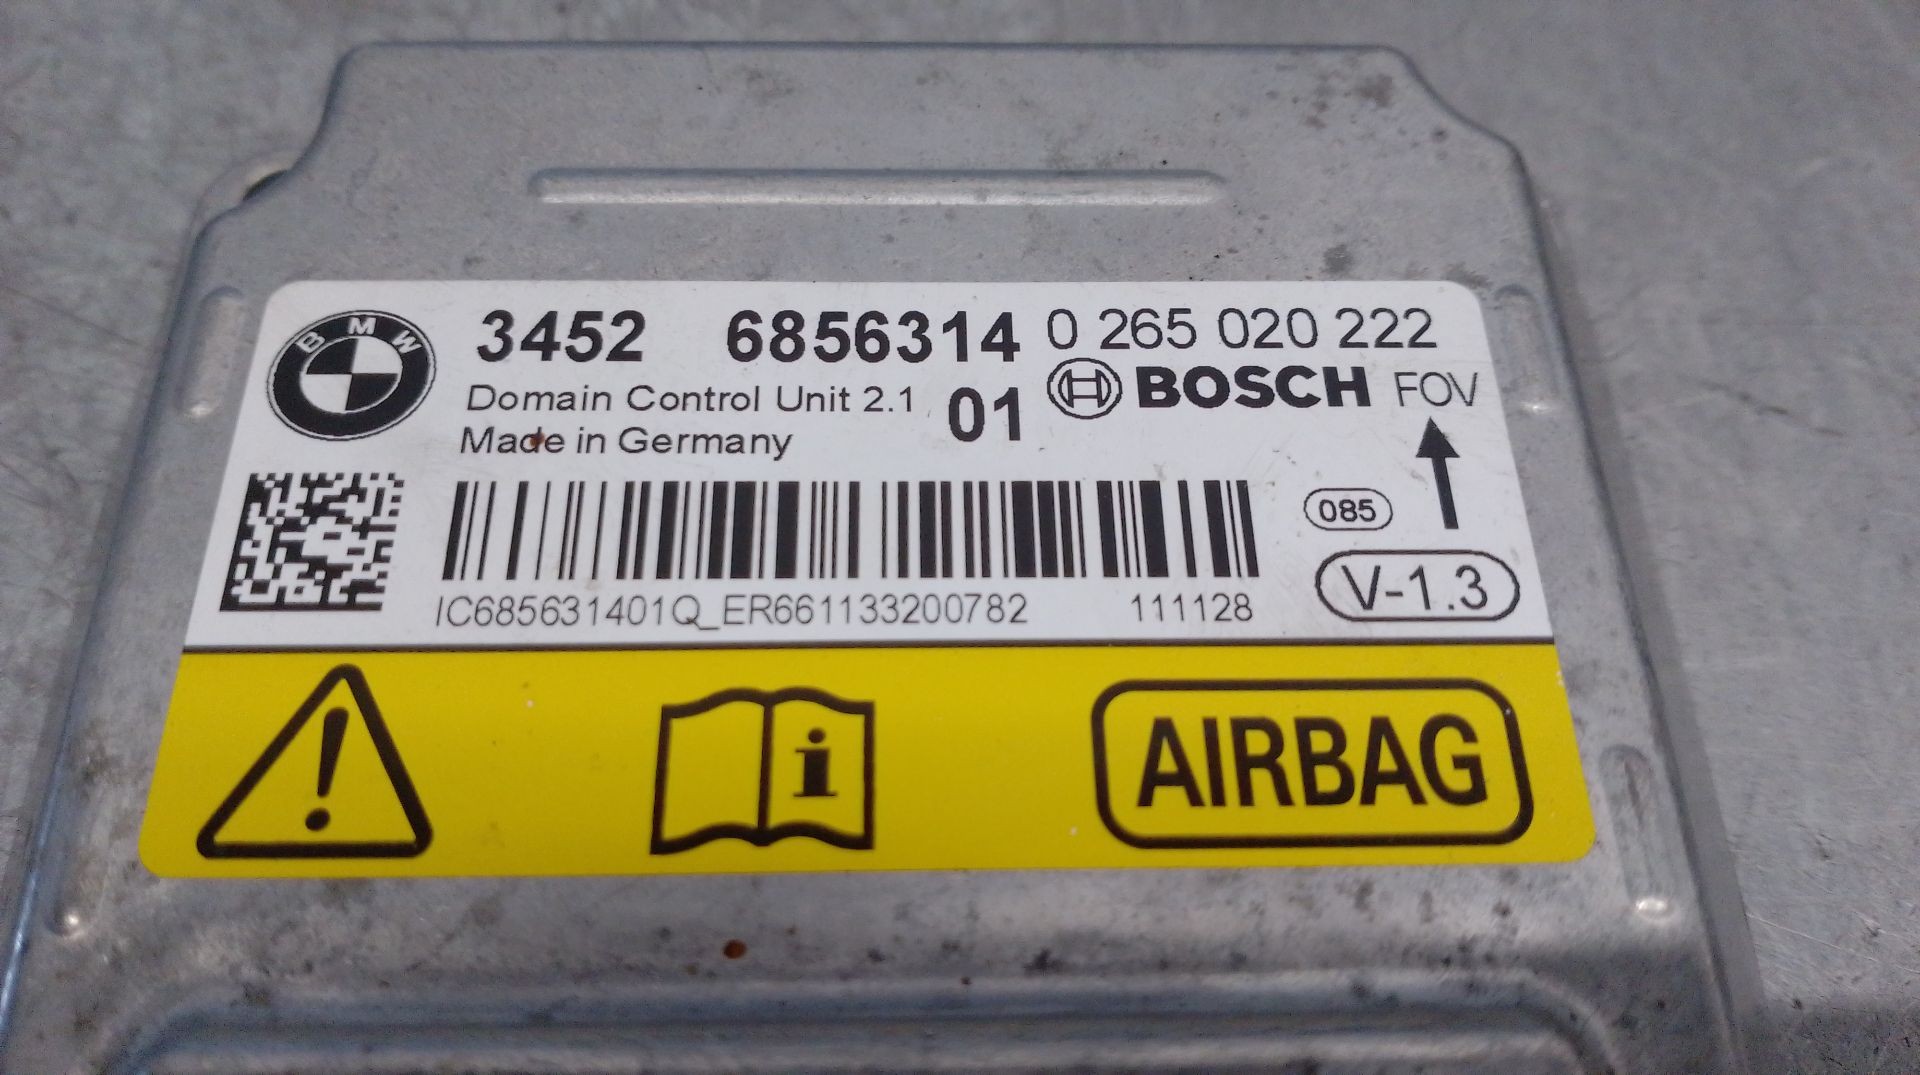 BMW
3452 6856314 0 265 020 222
Domain Control Unit 2.1 01 BOSCH FOV
Made in Germany
085
V-1.3
IC685631401Q_ER661133200782 111128
i
AIRBAG